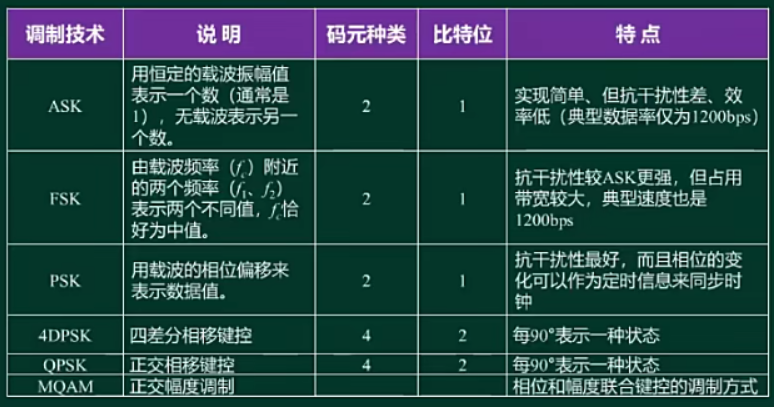 调制技术 说 明 码元种类 比特位 特 点
用恒定的载波振幅值
表示一个数（通常是
1），无载波表示另一
个数。
ASK 2 1
实现简单、但抗干扰性差、效
率低（典型数据率仅为1200bps）
由载波频率（fc）附近
的两个频率（f1、f2）
表示两个不同值，fc恰
好为中值。
FSK 2 1
抗干扰性较ASK更强，但占用
带宽较大，典型速度也是
1200bps
PSK
用载波的相位偏移来
表示数据值。
2 1
抗干扰性最好，而且相位的变
化可以作为定时信息来同步时
钟
4DPSK 四差分相移键控 4 2 每90°表示一种状态
QPSK 正交相移键控 4 2 每90°表示一种状态
MQAM 正交幅度调制 相位和幅度联合键控的调制方式